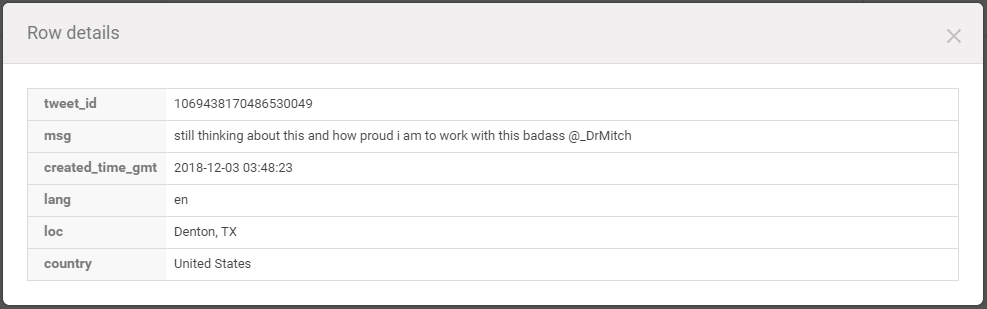 Row details
tweet_id 1069438170486530049
msg still thinking about this and how proud i am to work with this badass @_DrMitch
created_time_gmt 2018-12-03 03:48:23
lang en
loc Denton, TX
country United States